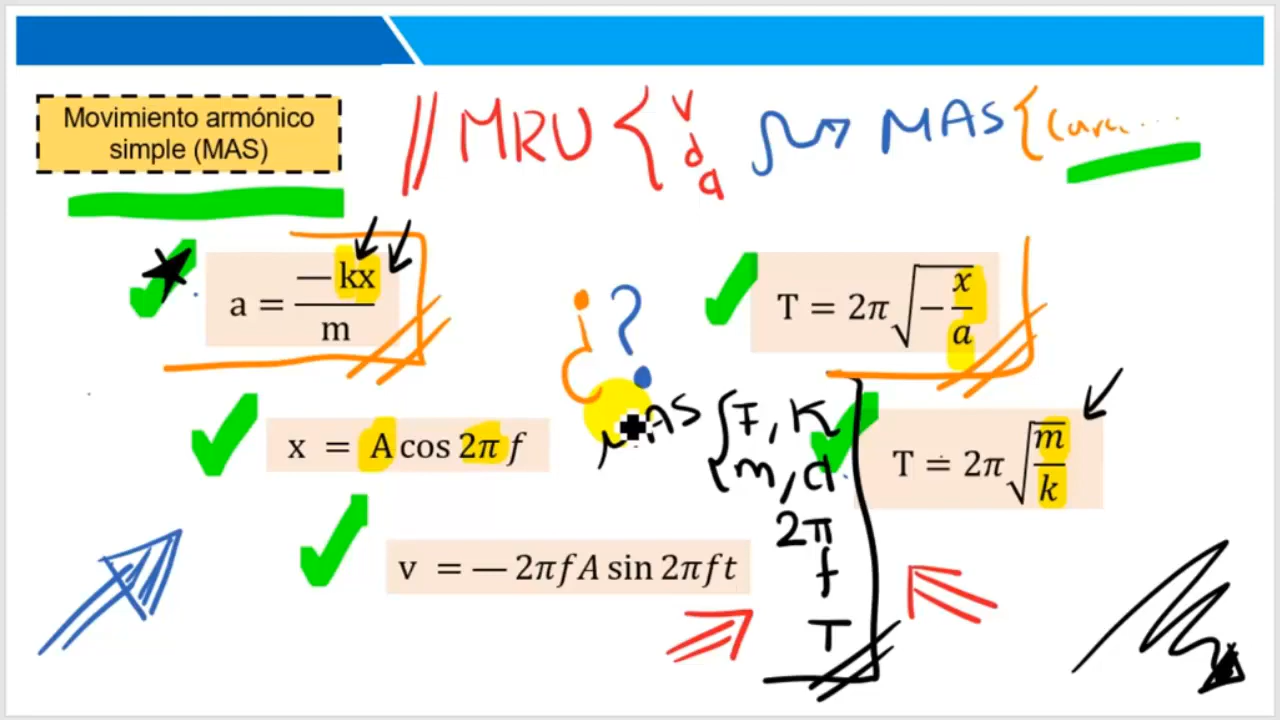 Movimiento armónico
simple (MAS)
MRU { v
d
a
MAS {
a = −kx/m
T = 2π√(−x/a)
¿?
x = A cos 2π f
MAS { F, K
m, d
2π
f
T
T = 2π√(m/k)
v = − 2πfA sin 2πft